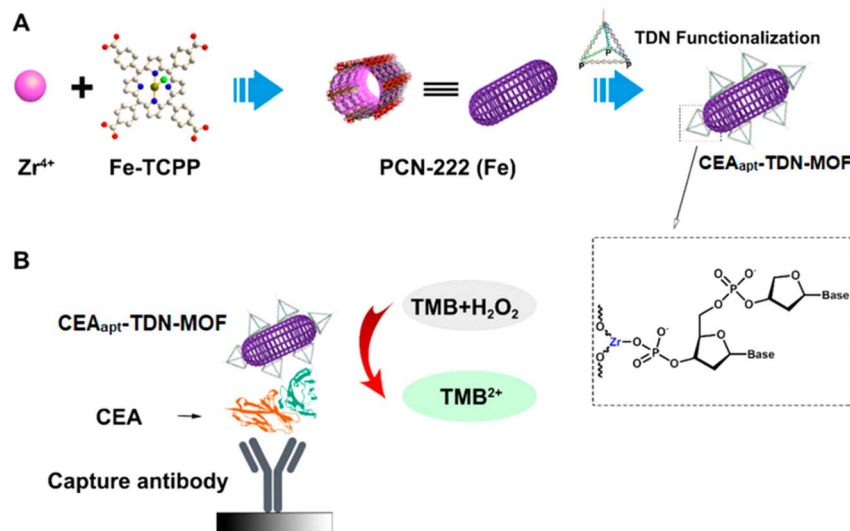 A
TDN Functionalization
P
P
P
Zr⁴⁺
Fe-TCPP
PCN-222 (Fe)
CEAₐₚₜ-TDN-MOF
B
CEAₐₚₜ-TDN-MOF
TMB+H₂O₂
TMB²⁺
CEA
Capture antibody
O
O⁻
P
O
O
O
Base
O
O⁻
Zr
O
P
O
O
O
O
Base